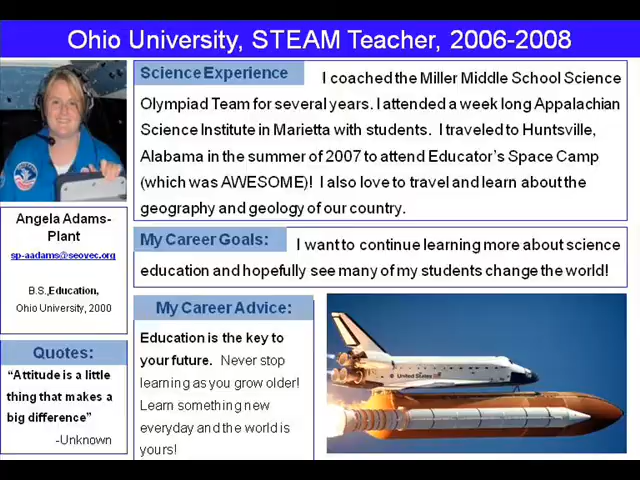 Ohio University, STEAM Teacher, 2006-2008
Science Experience
I coached the Miller Middle School Science
Olympiad Team for several years. I attended a week long Appalachian
Science Institute in Marietta with students. I traveled to Huntsville,
Alabama in the summer of 2007 to attend Educator's Space Camp
(which was AWESOME)! I also love to travel and learn about the
geography and geology of our country.
Angela Adams-
Plant
sp-aadams@seovec.org
B.S.,Education,
Ohio University, 2000
My Career Goals:
I want to continue learning more about science
education and hopefully see many of my students change the world!
Quotes:
“Attitude is a little
thing that makes a
big difference”
-Unknown
My Career Advice:
Education is the key to
your future. Never stop
learning as you grow older!
Learn something new
everyday and the world is
yours!
United States